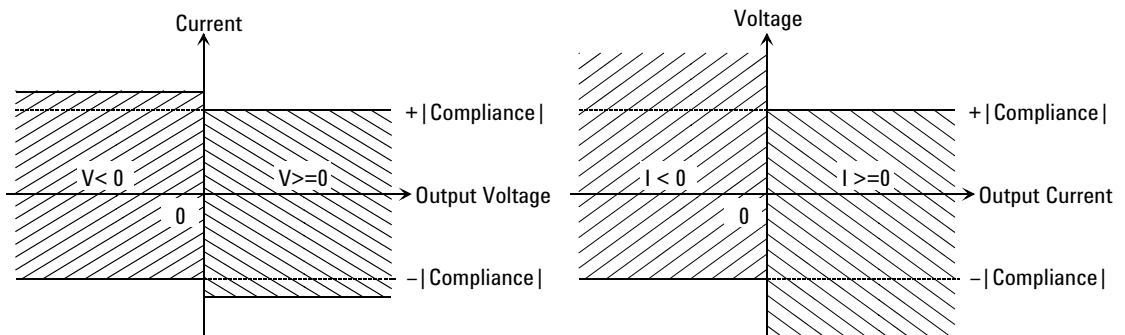 Current
+|Compliance|
V< 0
V>=0
Output Voltage
0
–|Compliance|
Voltage
+|Compliance|
I < 0
I >=0
Output Current
0
–|Compliance|